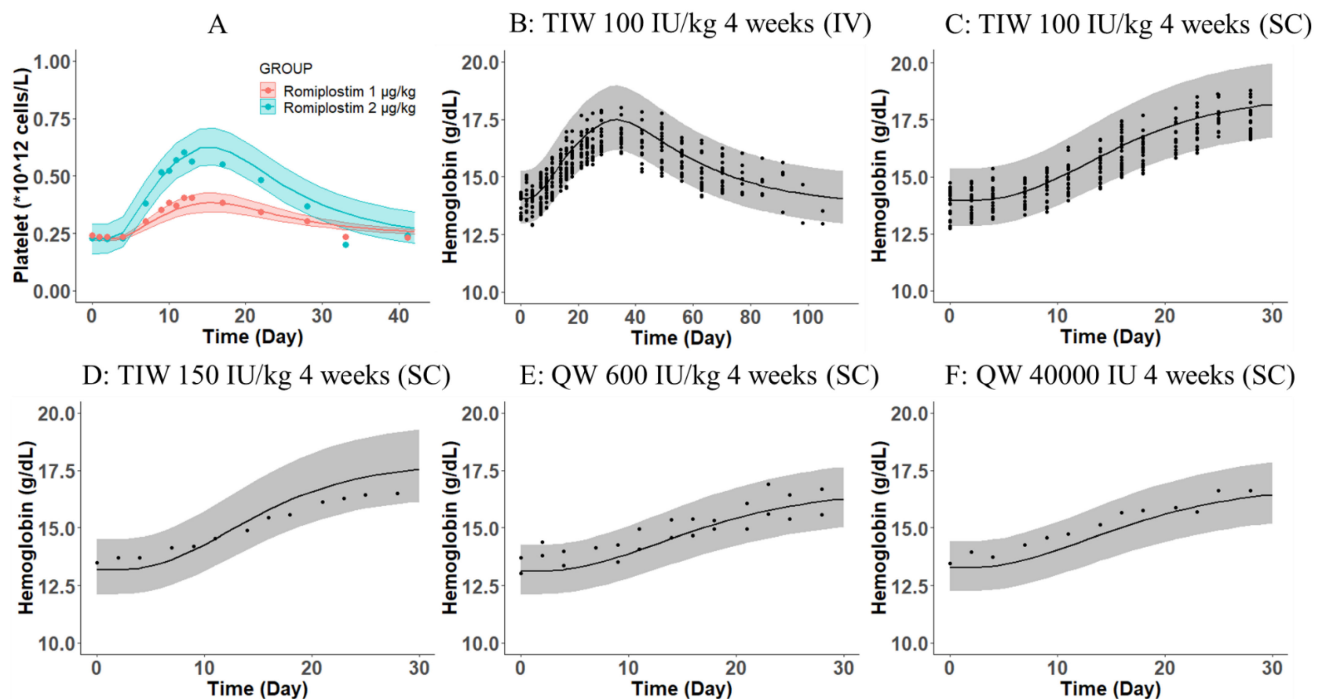 A
B: TIW 100 IU/kg 4 weeks (IV)
C: TIW 100 IU/kg 4 weeks (SC)
Platelet (*10^12 cells/L)
1.00
0.75
0.50
0.25
0.00
GROUP
Romiplostim 1 µg/kg
Romiplostim 2 µg/kg
0 10 20 30 40
Time (Day)
Hemoglobin (g/dL)
20.0
17.5
15.0
12.5
10.0
0 20 40 60 80 100
Time (Day)
Hemoglobin (g/dL)
20.0
17.5
15.0
12.5
10.0
0 10 20 30
Time (Day)
D: TIW 150 IU/kg 4 weeks (SC)
E: QW 600 IU/kg 4 weeks (SC)
F: QW 40000 IU 4 weeks (SC)
Hemoglobin (g/dL)
20.0
17.5
15.0
12.5
10.0
0 10 20 30
Time (Day)
Hemoglobin (g/dL)
20.0
17.5
15.0
12.5
10.0
0 10 20 30
Time (Day)
Hemoglobin (g/dL)
20.0
17.5
15.0
12.5
10.0
0 10 20 30
Time (Day)